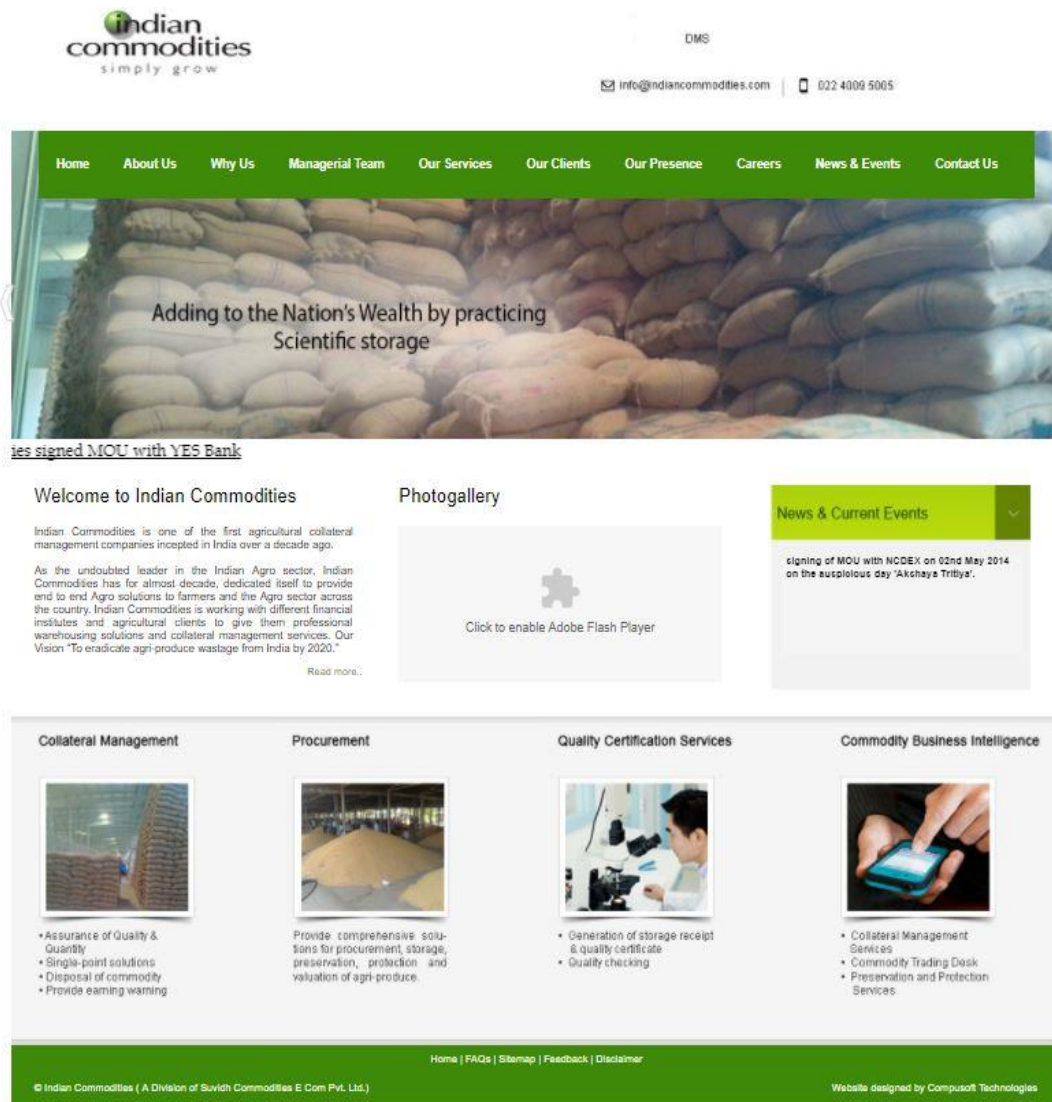 indian
commodities
simply grow
DMS
info@indiancommodities.com | 022 4009 5005
Home About Us Why Us Managerial Team Our Services Our Clients Our Presence Careers News & Events Contact Us
Adding to the Nation's Wealth by practicing
Scientific storage
ies signed MOU with YES Bank
Welcome to Indian Commodities
Indian Commodities is one of the first agricultural collateral
management companies incepted in India over a decade ago.
As the undoubted leader in the Indian Agro sector, Indian
Commodities has for almost decade, dedicated itself to provide
end to end Agro solutions to farmers and the Agro sector across
the country. Indian Commodities is working with different financial
institutes and agricultural clients to give them professional
warehousing solutions and collateral management services. Our
Vision "To eradicate agri-produce wastage from India by 2020."
Read more..
Photogallery
Click to enable Adobe Flash Player
News & Current Events
signing of MOU with NCDEX on 02nd May 2014
on the auspicious day 'Akshaya Tritiya'.
Collateral Management
• Assurance of Quality &
Quantity
• Single-point solutions
• Disposal of commodity
• Provide earning warning
Procurement
Provide comprehensive solu-
tions for procurement, storage,
preservation, protection and
valuation of agri-produce.
Quality Certification Services
• Generation of storage receipt
& quality certificate
• Quality checking
Commodity Business Intelligence
• Collateral Management
Services
• Commodity Trading Desk
• Preservation and Protection
Services
Home | FAQs | Sitemap | Feedback | Disclaimer
© Indian Commodities ( A Division of Suvidh Commodities E Com Pvt. Ltd.)
Website designed by Compusoft Technologies